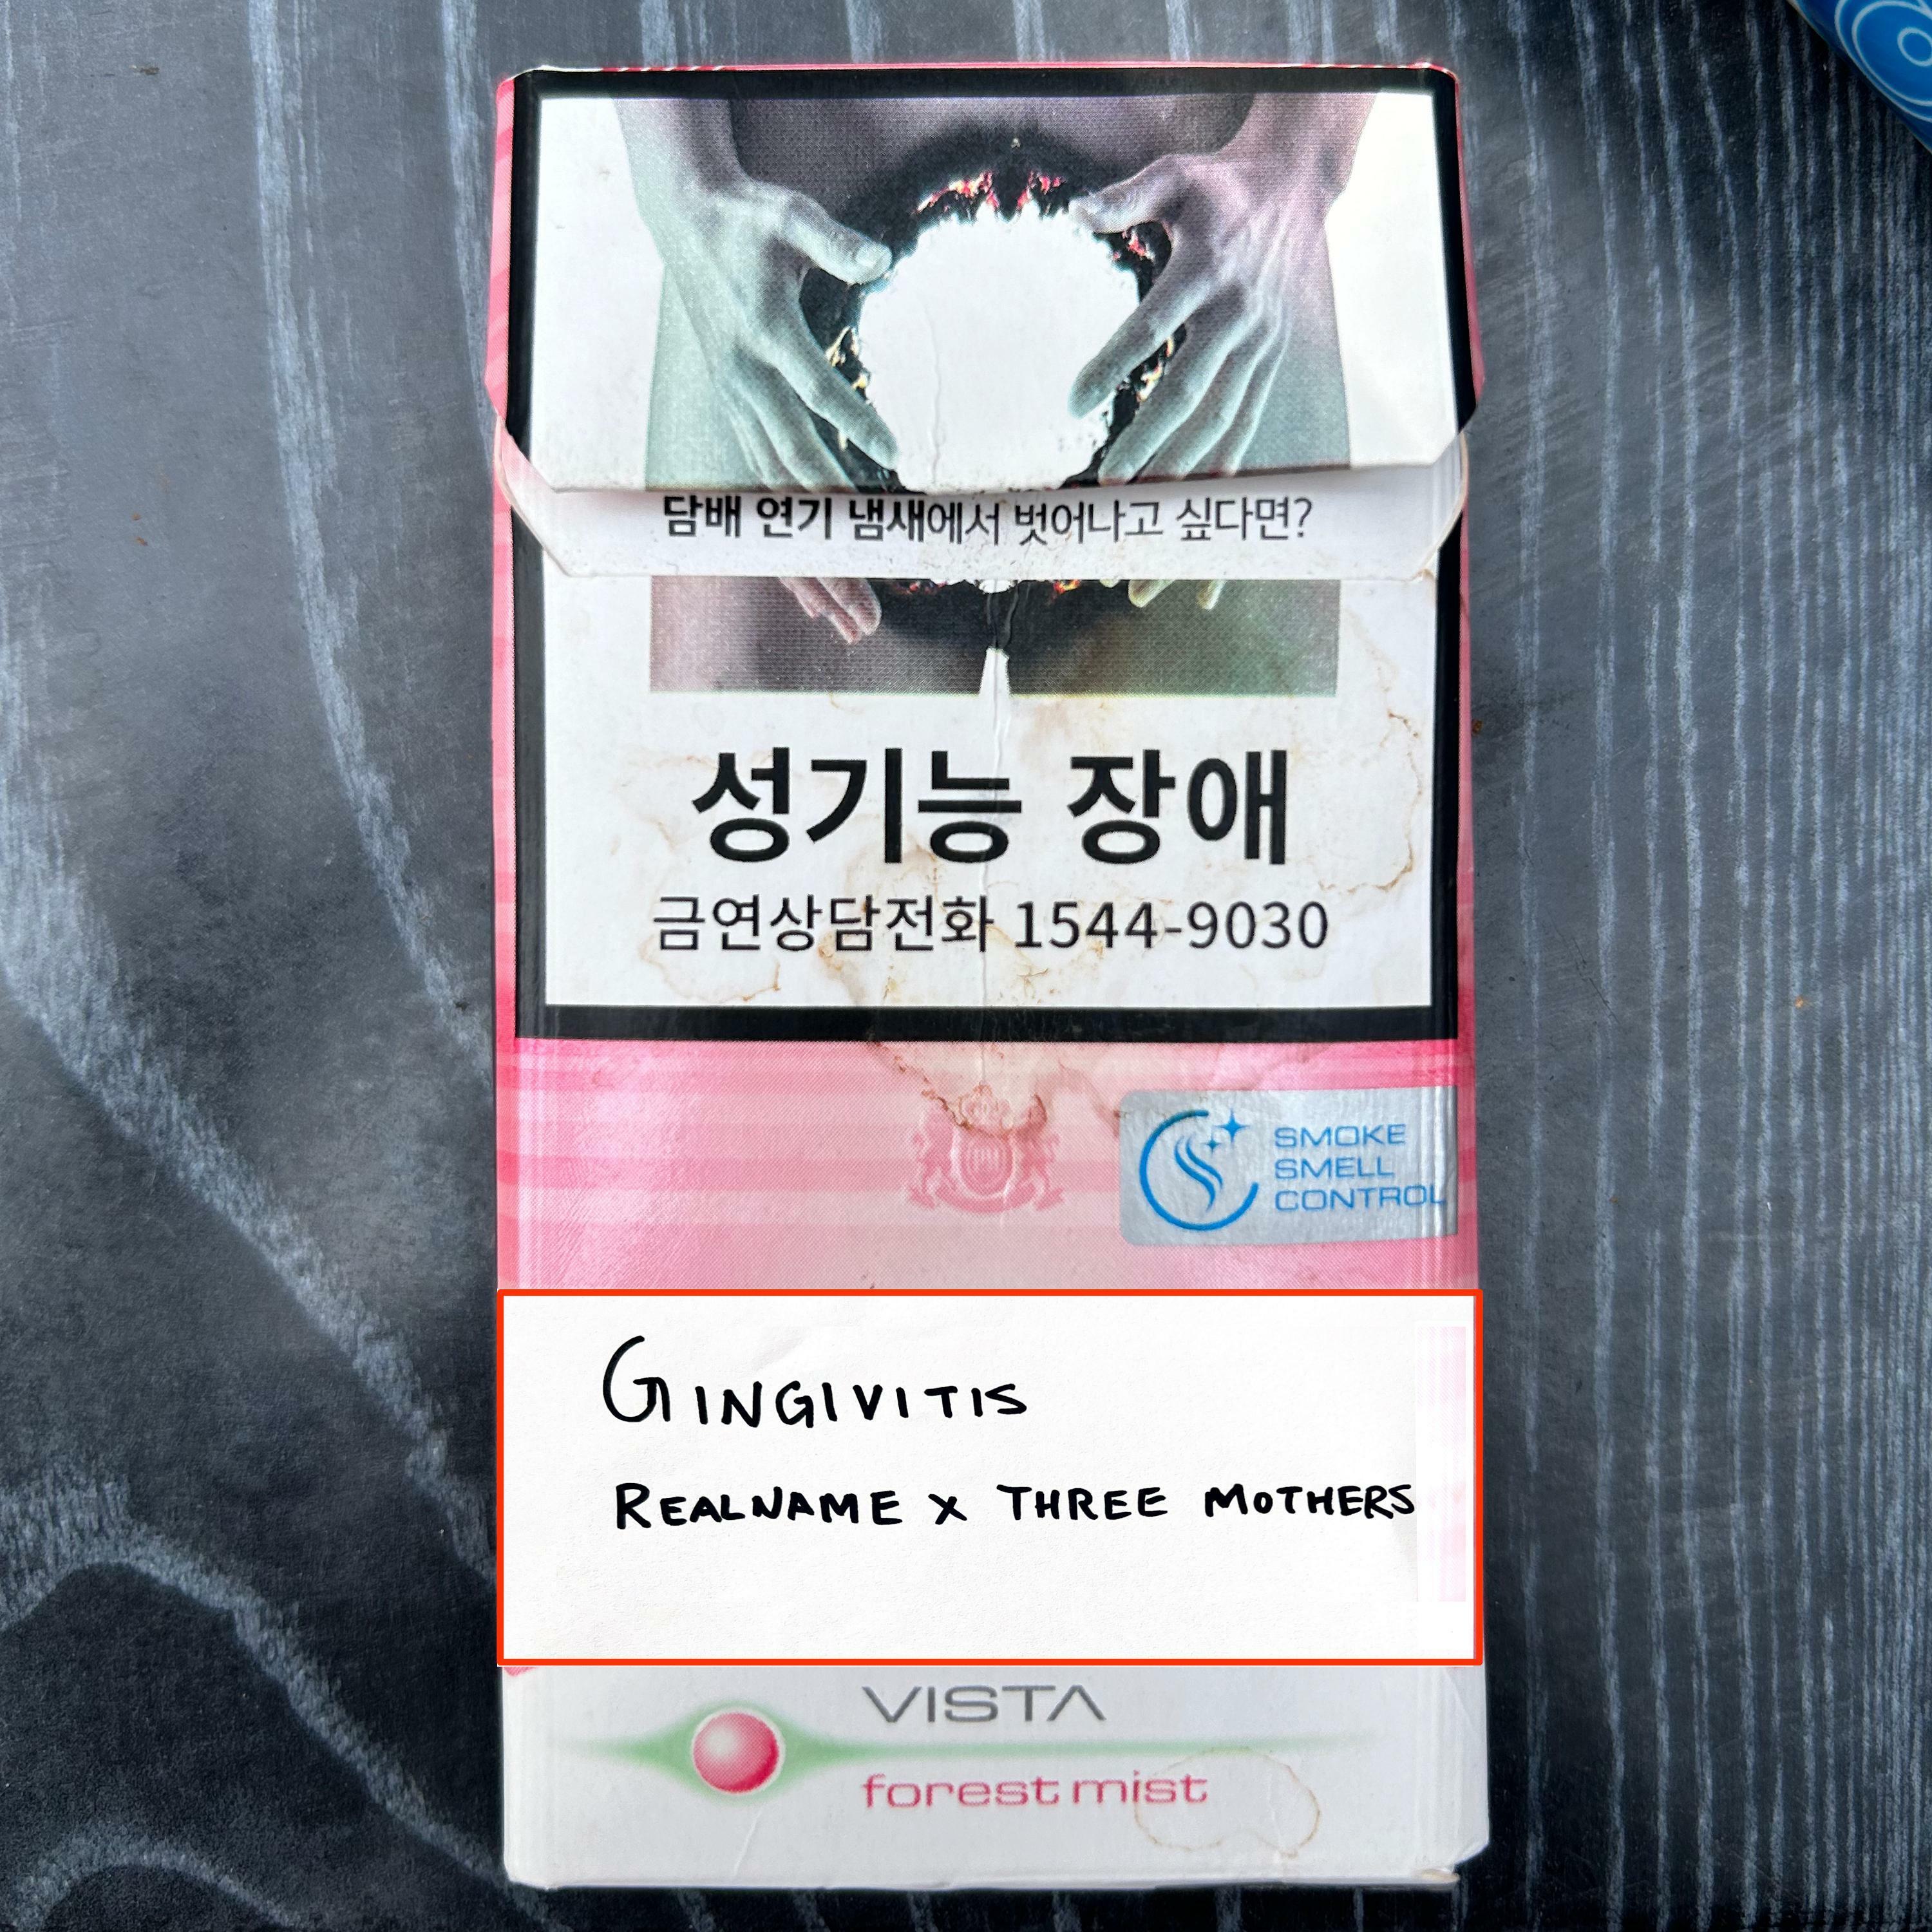 담배 연기 냄새에서 벗어나고 싶다면?
성기능 장애
금연상담전화 1544-9030
SMOKE
SMELL
CONTROL
GINGIVITIS
REALNAME X THREE MOTHERS
VISTA
forest mist